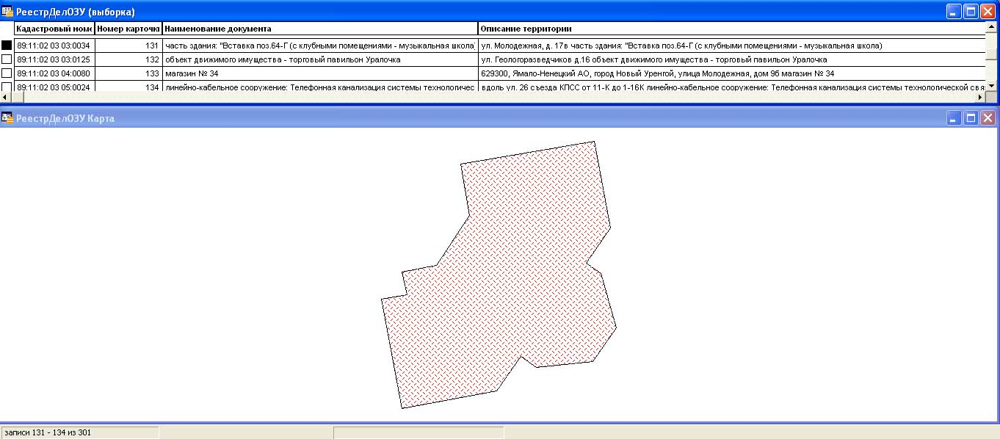 РеестрДелОЗУ (выборка)
Кадастровый номе Номер карточки Наименование документа Описание территории
89:11:02 03 03:0034 131 часть здания: "Вставка поз.64-Г (с клубными помещениями - музыкальная школа) ул. Молодежная, д. 17в часть здания: "Вставка поз.64-Г (с клубными помещениями - музыкальная школа)
89:11:02 03 03:0125 132 объект движимого имущества - торговый павильон Уралочка ул. Геологоразведчиков д.16 объект движимого имущества - торговый павильон Уралочка
89:11:02 03 04:0080 133 магазин № 34 629300, Ямало-Ненецкий АО, город Новый Уренгой, улица Молодежная, дом 9б магазин № 34
89:11:02 03 05:0024 134 линейно-кабельное сооружение: Телефонная канализация системы технологичес вдоль ул. 26 съезда КПСС от 11-К до 1-16К линейно-кабельное сооружение: Телефонная канализация системы технологической свя
РеестрДелОЗУ Карта
записи 131 - 134 из 301